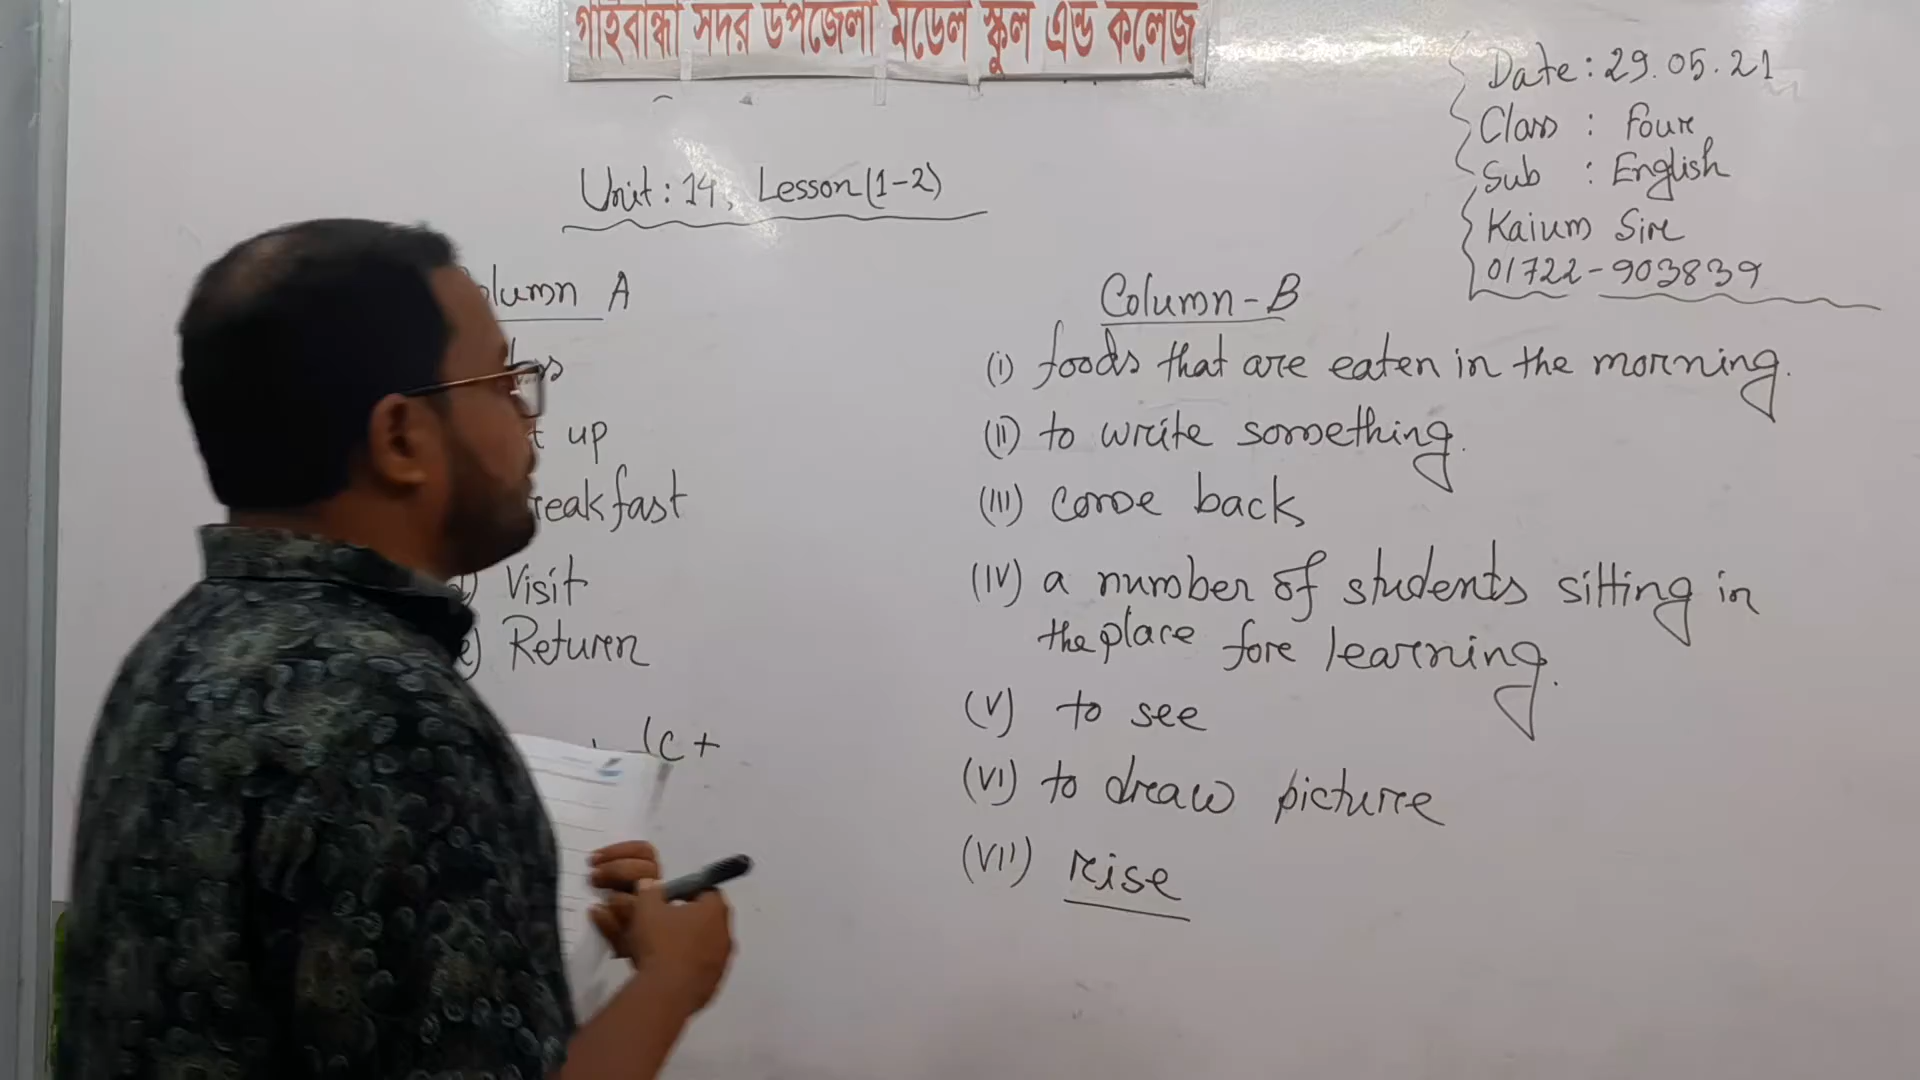 গাইবান্ধা সদর উপজেলা মডেল স্কুল এন্ড কলেজ
Date: 29.05.21
Class : Four
Sub : English
Kaium Sir
01722-903839
Unit: 14, Lesson (1-2)
Column A
up
Breakfast
d) Visit
e) Return
(c +
Column-B
(i) foods that are eaten in the morning.
(ii) to write something.
(iii) come back
(iv) a number of students sitting in
the place for learning.
(v) to see
(vi) to draw picture
(vii) rise